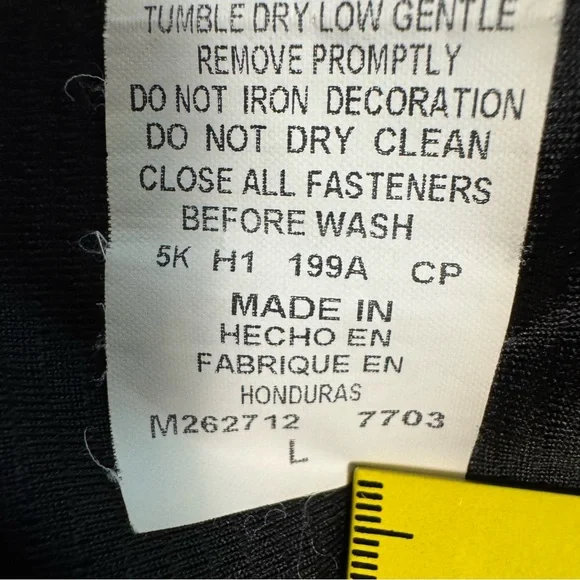 TUMBLE DRY LOW GENTLE
REMOVE PROMPTLY
DO NOT IRON DECORATION
DO NOT DRY CLEAN
CLOSE ALL FASTENERS
BEFORE WASH
5K H1 199A CP
MADE IN
HECHO EN
FABRIQUE EN
HONDURAS
M262712 7703
L